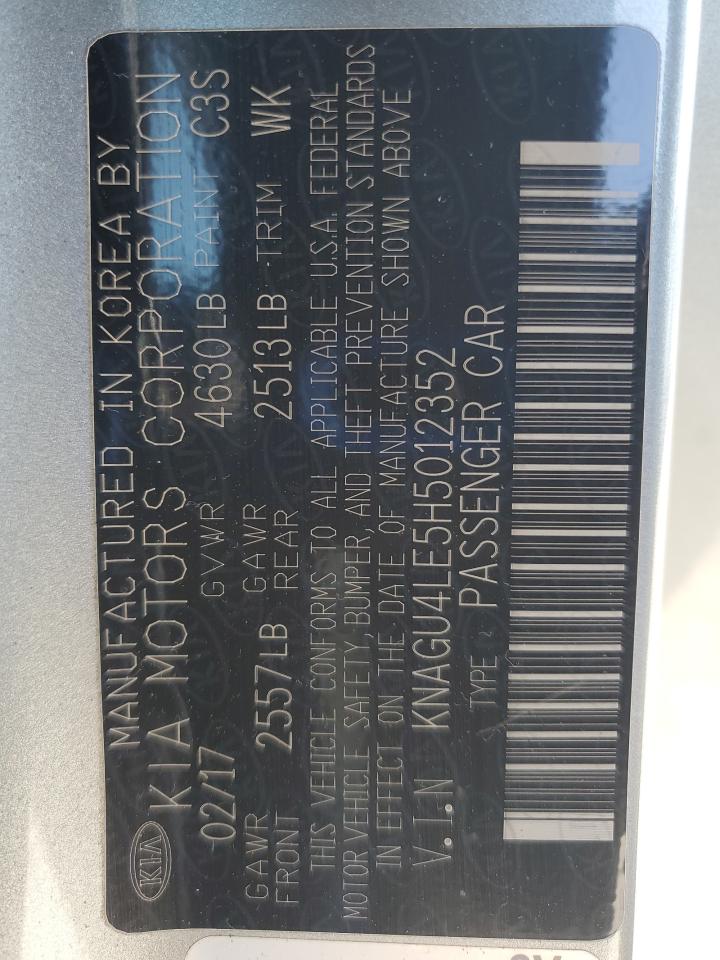 KIA MANUFACTURED IN KOREA BY
KIA MOTORS CORPORATION
02/17 GVWR 4630LB PAINT C3S
GAWR FRONT 2557LB GAWR REAR 2513LB TRIM WK
THIS VEHICLE CONFORMS TO ALL APPLICABLE U.S.A. FEDERAL
MOTOR VEHICLE SAFETY, BUMPER, AND THEFT PREVENTION STANDARDS
IN EFFECT ON THE DATE OF MANUFACTURE SHOWN ABOVE
V.I.N KNAGU4LE5H5012352
TYPE : PASSENGER CAR